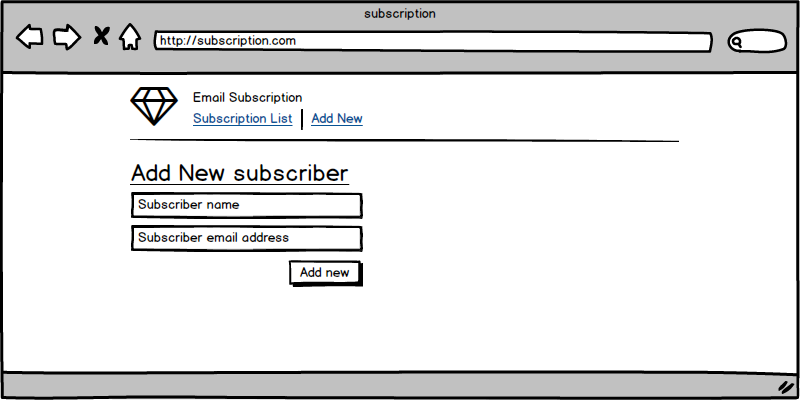 subscription
http://subscription.com
Email Subscription
Subscription List | Add New
Add New subscriber
Subscriber name
Subscriber email address
Add new